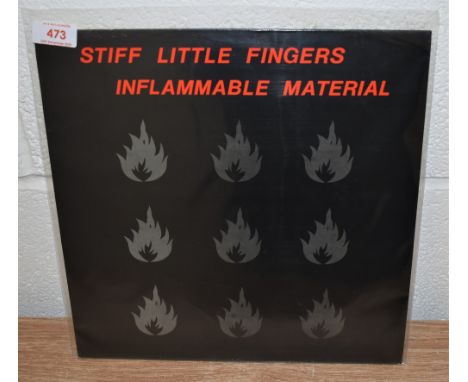 473
STIFF LITTLE FINGERS
INFLAMMABLE MATERIAL